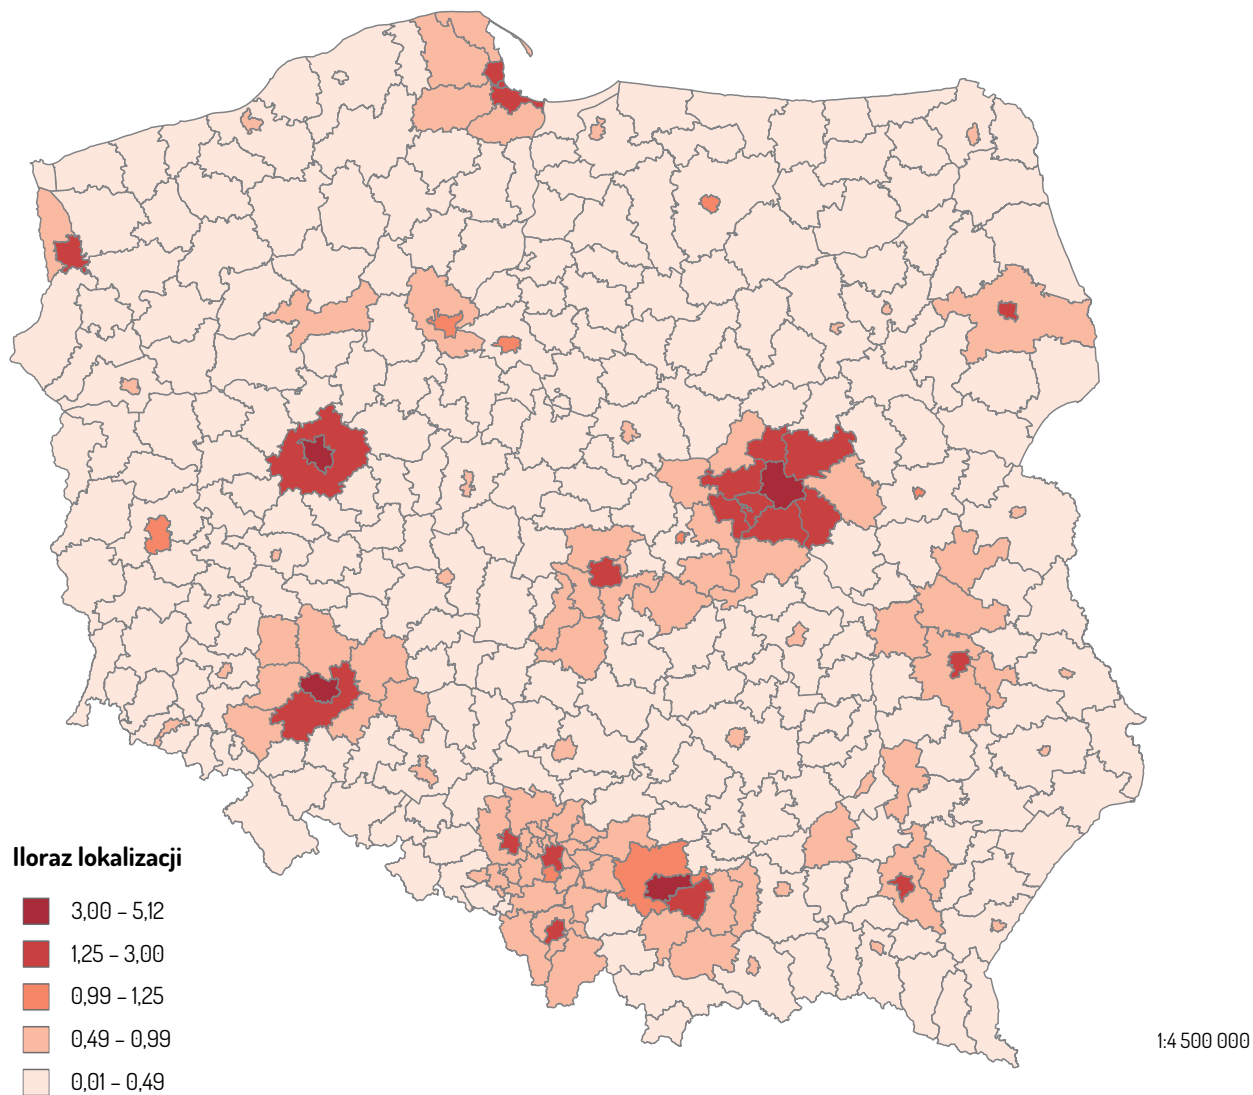 Iloraz lokalizacji
3,00 – 5,12
1,25 – 3,00
0,99 – 1,25
0,49 – 0,99
0,01 – 0,49
1:4 500 000